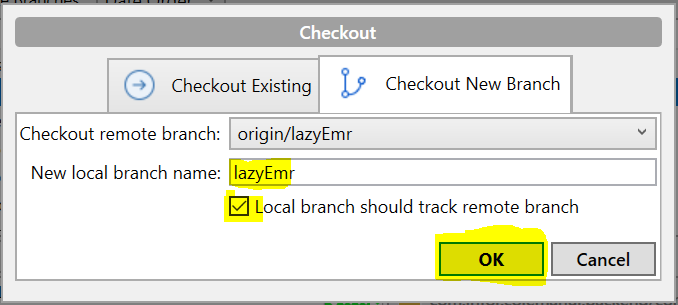 Checkout
Checkout Existing
Checkout New Branch
Checkout remote branch: origin/lazyEmr
New local branch name: lazyEmr
Local branch should track remote branch
OK Cancel